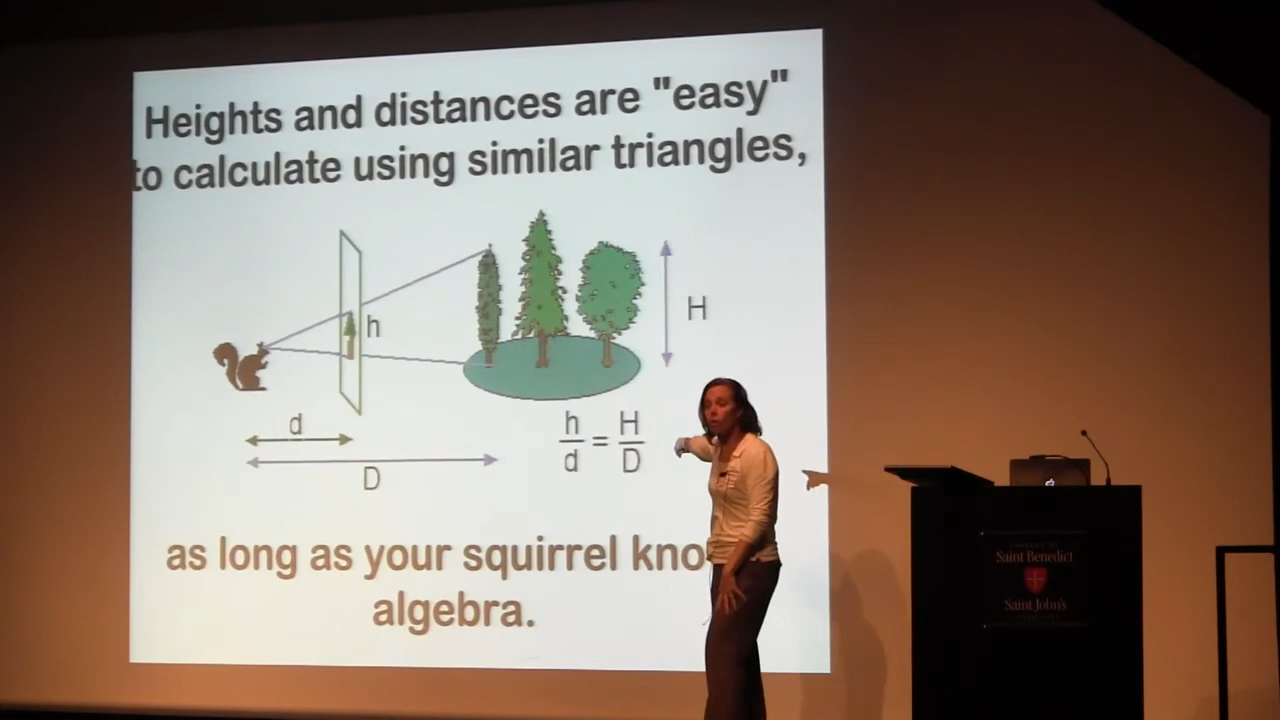 Heights and distances are "easy"
to calculate using similar triangles,
h
H
d
D
h
d
=
H
D
as long as your squirrel kno
algebra.
Saint Benedict
Saint John's